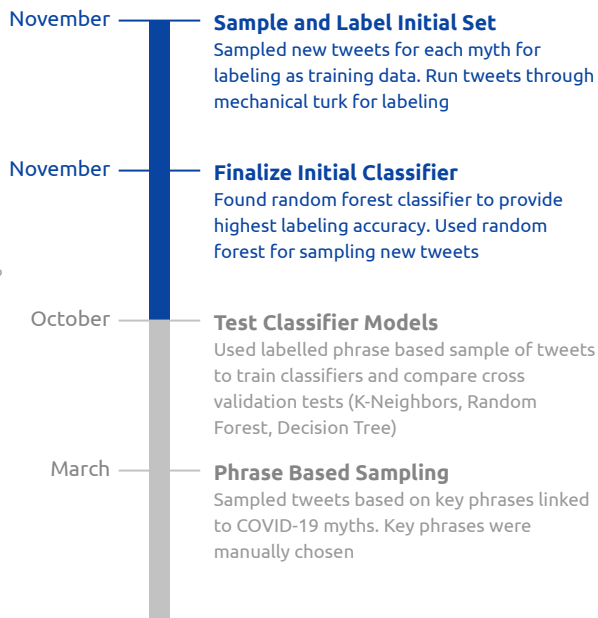 November
Sample and Label Initial Set
Sampled new tweets for each myth for
labeling as training data. Run tweets through
mechanical turk for labeling
November
Finalize Initial Classifier
Found random forest classifier to provide
highest labeling accuracy. Used random
forest for sampling new tweets
October
Test Classifier Models
Used labelled phrase based sample of tweets
to train classifiers and compare cross
validation tests (K-Neighbors, Random
Forest, Decision Tree)
March
Phrase Based Sampling
Sampled tweets based on key phrases linked
to COVID-19 myths. Key phrases were
manually chosen